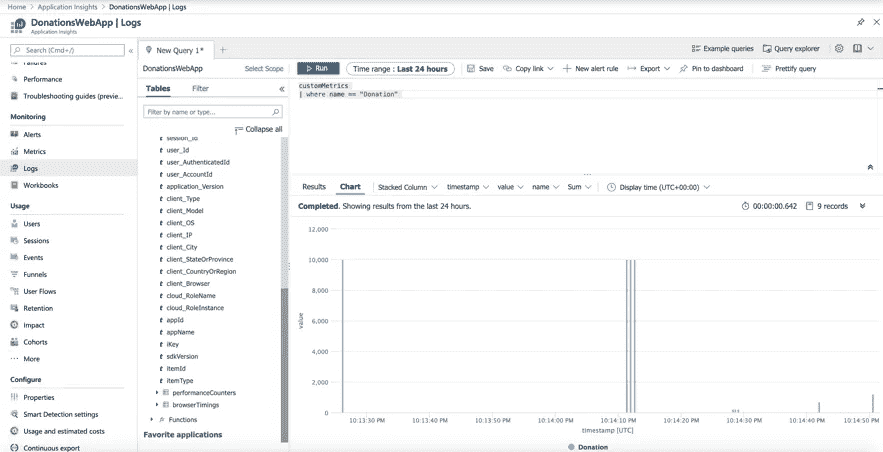 Home > Application Insights > DonationsWebApp | Logs
DonationsWebApp | Logs
Application Insights
Search (Cmd+/)
«
Failures
Performance
Troubleshooting guides (previe...
Monitoring
Alerts
Metrics
Logs
Workbooks
Usage
Users
Sessions
Events
Funnels
User Flows
Retention
Impact
Cohorts
... More
Configure
Properties
Smart Detection settings
Usage and estimated costs
Continuous export
New Query 1*
+
Example queries
Query explorer
DonationsWebApp
Select Scope
Run
Time range : Last 24 hours
Save
Copy link
+ New alert rule
Export
Pin to dashboard
Prettify query
Tables
Filter
«
Filter by name or type...
Collapse all
t session_Id
t user_Id
t user_AuthenticatedId
t user_AccountId
t application_Version
t client_Type
t client_Model
t client_OS
t client_IP
t client_City
t client_StateOrProvince
t client_CountryOrRegion
t client_Browser
t cloud_RoleName
t cloud_RoleInstance
t appId
t appName
t iKey
t sdkVersion
t itemId
t itemType
performanceCounters
browserTimings
fx Functions
Favorite applications
customMetrics
| where name == "Donation"
Results
Chart
Stacked Column
timestamp
value
name
Sum
Display time (UTC+00:00)
Completed. Showing results from the last 24 hours.
00:00:00.642
9 records
12,000
10,000
8,000
6,000
4,000
2,000
0
value
10:13:30 PM
10:13:40 PM
10:13:50 PM
10:14:00 PM
10:14:10 PM
10:14:20 PM
10:14:30 PM
10:14:40 PM
10:14:50 PM
timestamp [UTC]
Donation